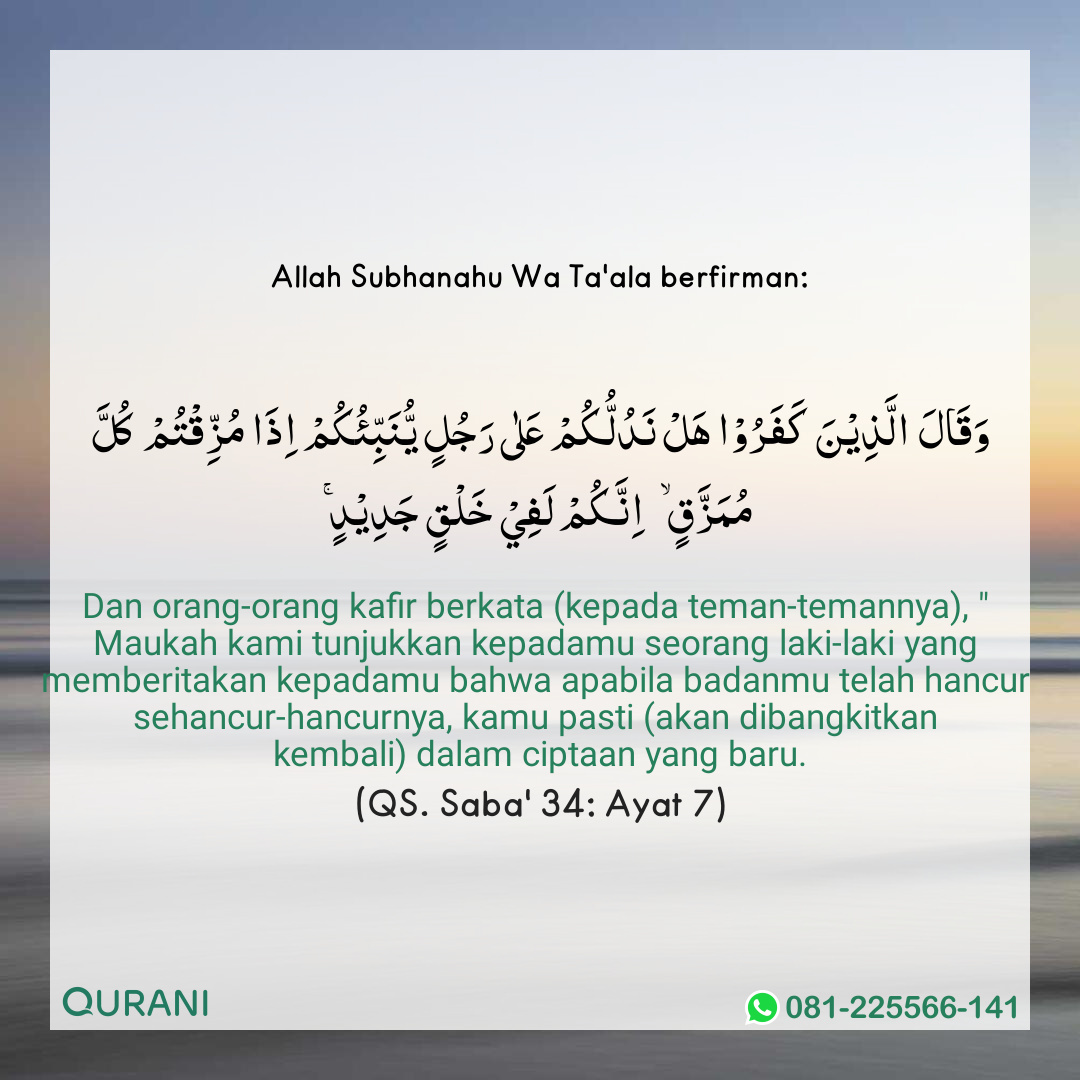 Allah Subhanahu Wa Ta'ala berfirman:
وَقَالَ الَّذِيْنَ كَفَرُوْا هَلْ نَدُلُّكُمْ عَلٰى رَجُلٍ يُّنَبِّئُكُمْ اِذَا مُزِّقْتُمْ كُلَّ
مُمَزَّقٍۙ اِنَّكُمْ لَفِيْ خَلْقٍ جَدِيْدٍۚ
Dan orang-orang kafir berkata (kepada teman-temannya), "
Maukah kami tunjukkan kepadamu seorang laki-laki yang
memberitakan kepadamu bahwa apabila badanmu telah hancur
sehancur-hancurnya, kamu pasti (akan dibangkitkan
kembali) dalam ciptaan yang baru.
(QS. Saba' 34: Ayat 7)
QURANI
081-225566-141